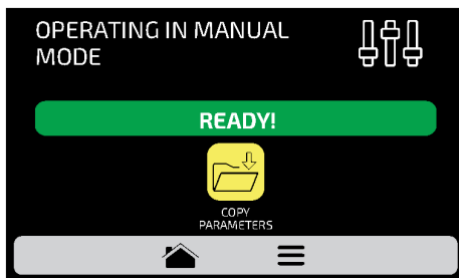 OPERATING IN MANUAL
MODE
READY!
COPY
PARAMETERS